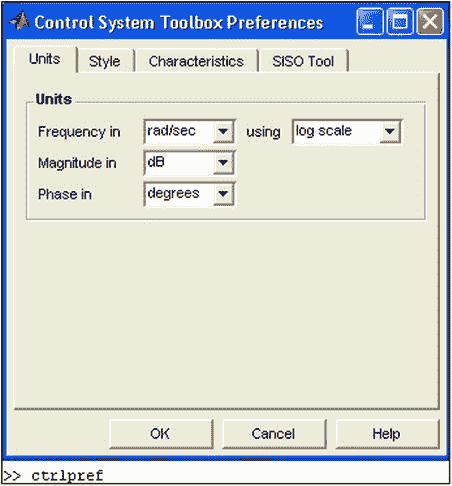 Control System Toolbox Preferences
Units Style Characteristics SISO Tool
Units
Frequency in rad/sec using log scale
Magnitude in dB
Phase in degrees
OK Cancel Help
>> ctrlpref